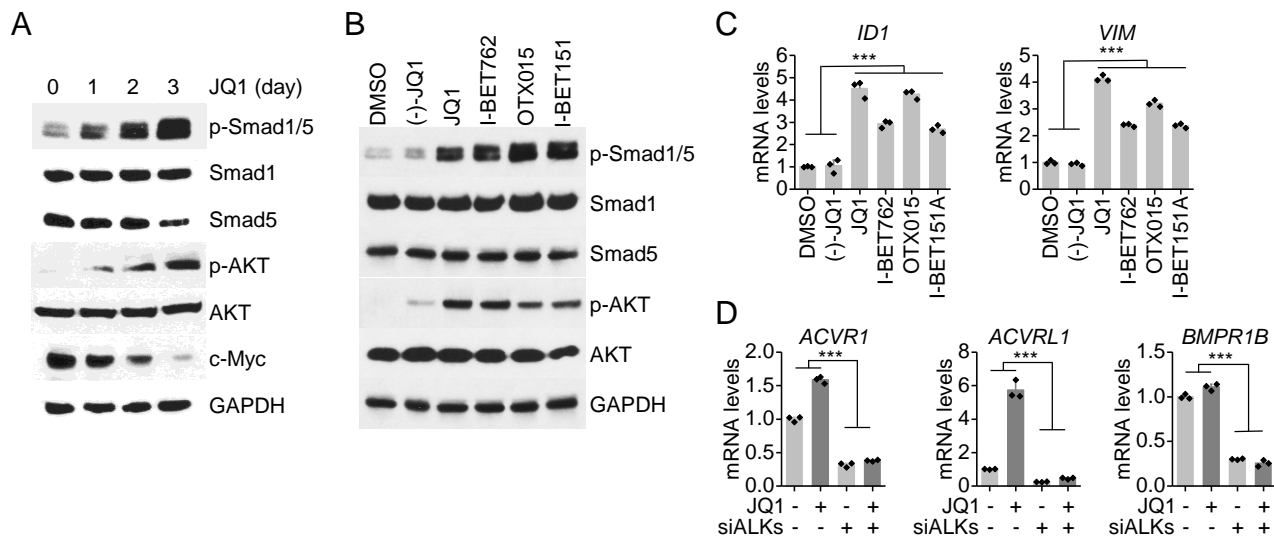 A
0 1 2 3 JQ1 (day)
p-Smad1/5
Smad1
Smad5
p-AKT
AKT
c-Myc
GAPDH
B
DMSO
(-)-JQ1
JQ1
I-BET762
OTX015
I-BET151
p-Smad1/5
Smad1
Smad5
p-AKT
AKT
GAPDH
C
ID1
***
mRNA levels
6
5
4
3
2
1
0
DMSO
(-)-JQ1
JQ1
I-BET762
OTX015
I-BET151A
VIM
***
mRNA levels
5
4
3
2
1
0
DMSO
(-)-JQ1
JQ1
I-BET762
OTX015
I-BET151A
D
ACVR1
***
mRNA levels
2.0
1.5
1.0
0.5
0.0
JQ1 - + - +
siALKs - - + +
ACVRL1
***
mRNA levels
8
6
4
2
0
- + - +
- - + +
BMPR1B
***
mRNA levels
1.5
1.0
0.5
0.0
- + - +
- - + +